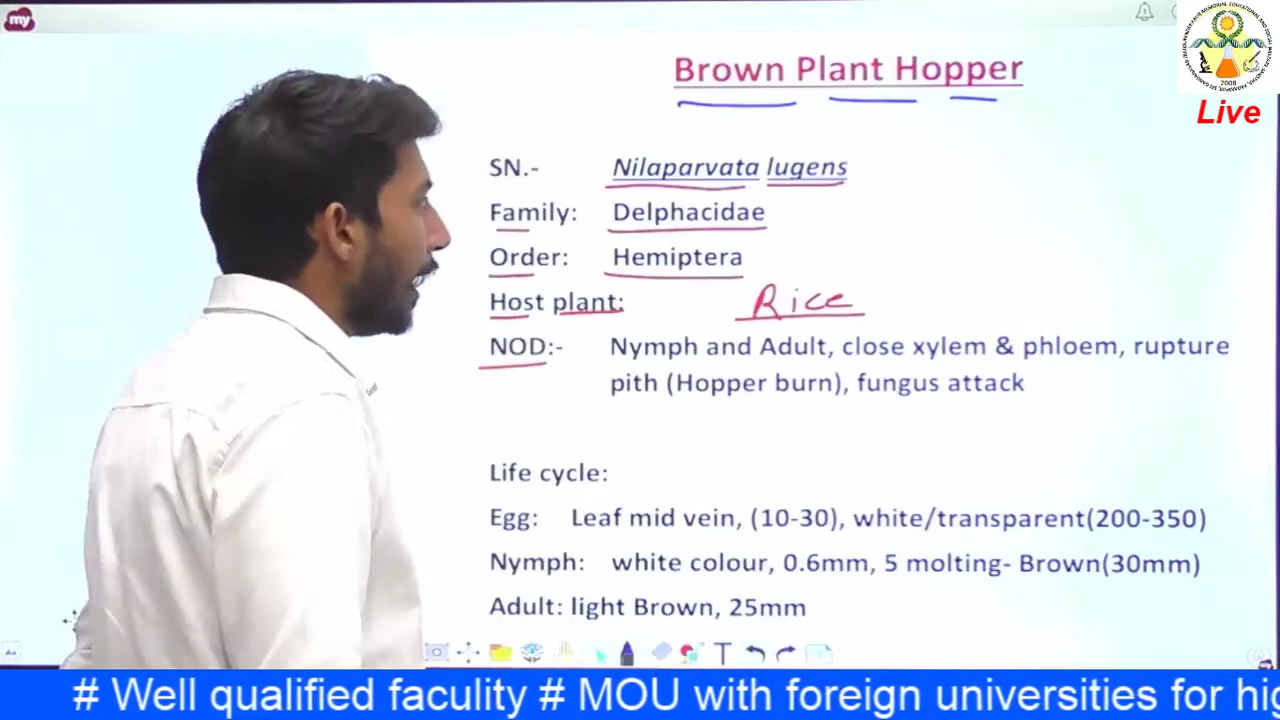 my
Brown Plant Hopper
2008
Live
SN.- Nilaparvata lugens
Family: Delphacidae
Order: Hemiptera
Host plant: Rice
NOD:- Nymph and Adult, close xylem & phloem, rupture
pith (Hopper burn), fungus attack
Life cycle:
Egg: Leaf mid vein, (10-30), white/transparent(200-350)
Nymph: white colour, 0.6mm, 5 molting- Brown(30mm)
Adult: light Brown, 25mm
T
# Well qualified faculity # MOU with foreign universities for hig